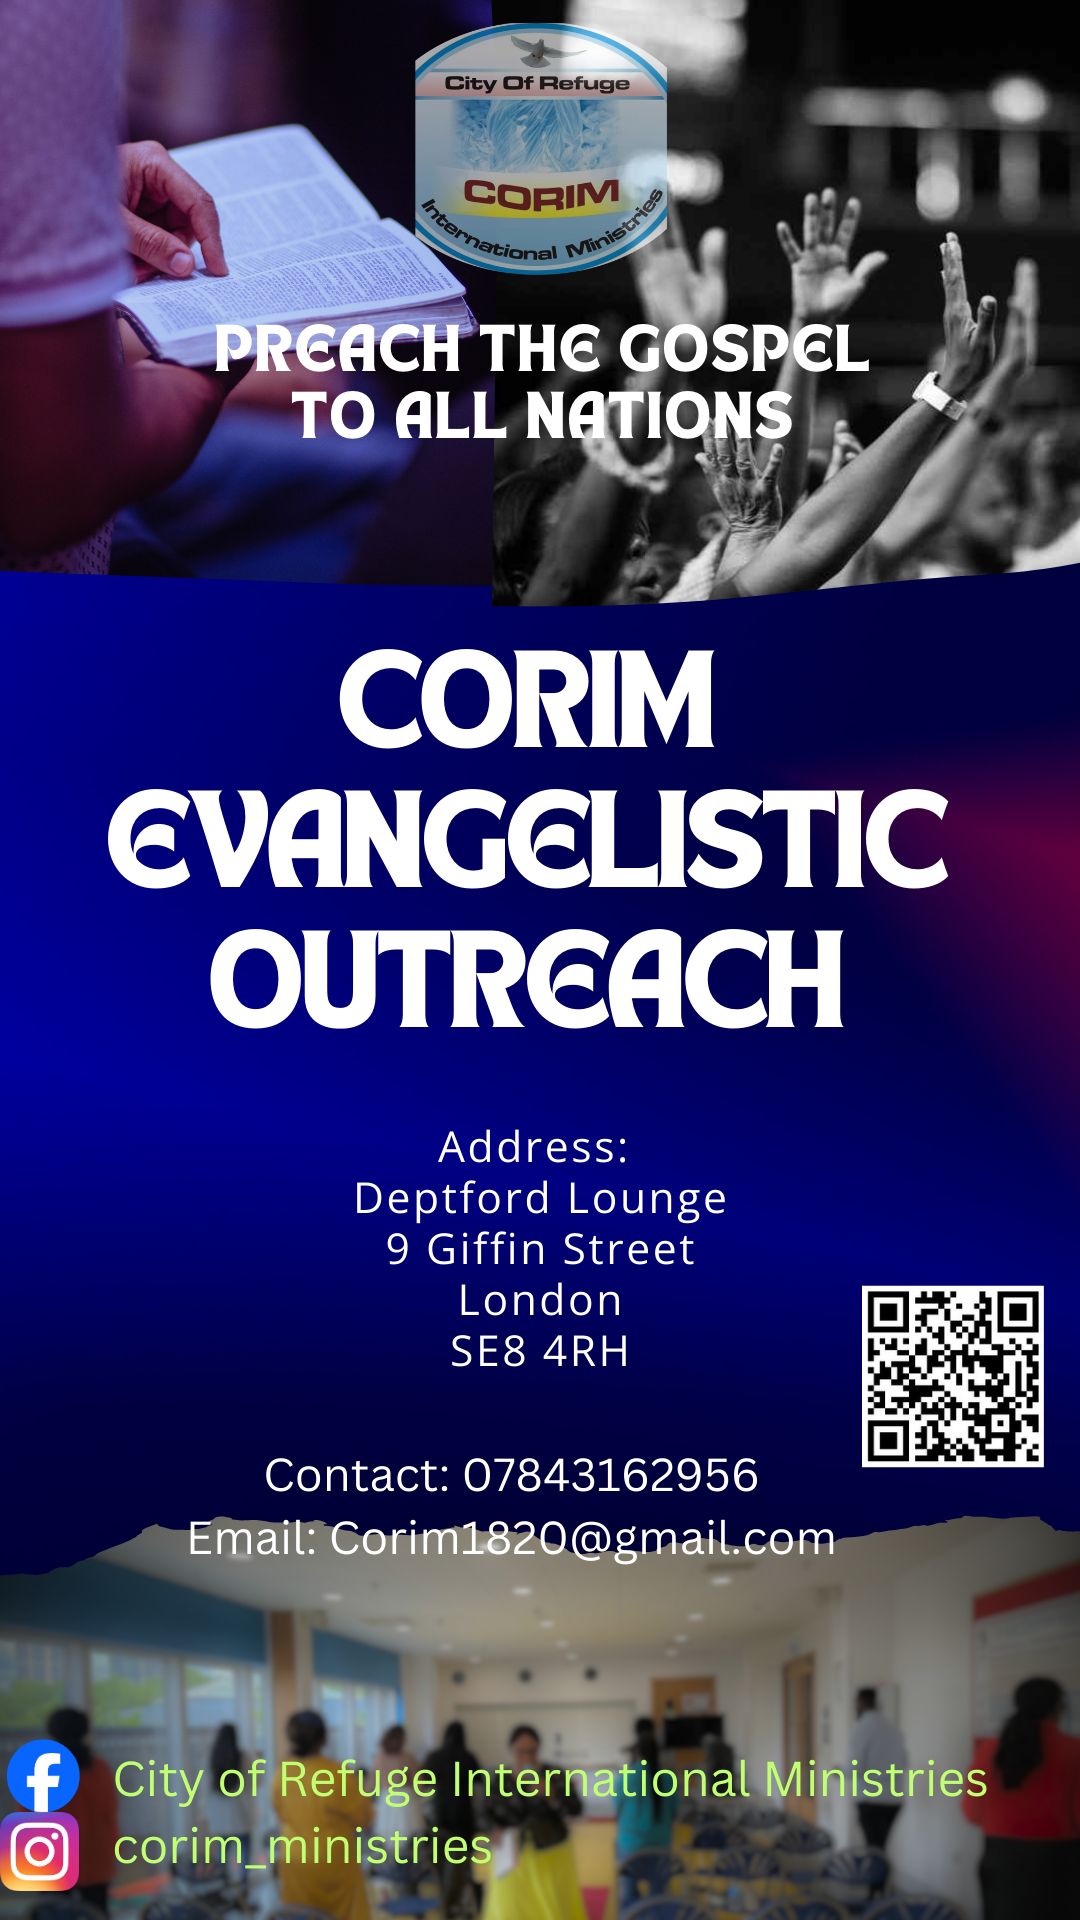 City Of Refuge
CORIM
International Ministries
PREACH THE GOSPEL
TO ALL NATIONS
CORIM
EVANGELISTIC
OUTREACH
Address:
Deptford Lounge
9 Giffin Street
London
SE8 4RH
Contact: 07843162956
Email: Corim1820@gmail.com
City of Refuge International Ministries
corim_ministries